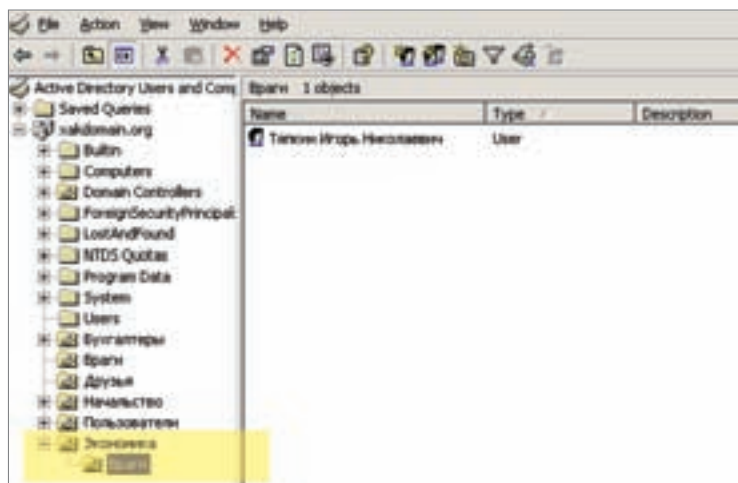 File Action View Window Help
Active Directory Users and Comp
Враги 1 objects
Saved Queries
xakdomain.org
Builtin
Computers
Domain Controllers
ForeignSecurityPrincipal
LostAndFound
NTDS Quotas
Program Data
System
Users
Бухгалтеры
Враги
Друзья
Начальство
Пользователи
Экономика
Враги
Name Type Description
Игорь Николаевич User